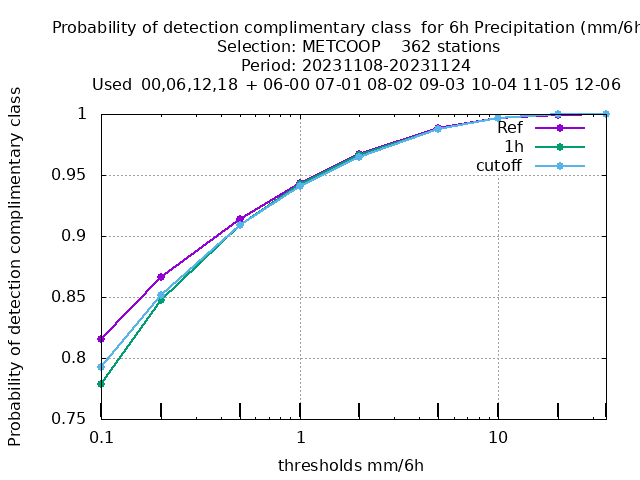 Probability of detection complimentary class  for 6h Precipitation (mm/6h
Selection: METCOOP    362 stations
Period: 20231108-20231124
Used  00,06,12,18  + 06-00 07-01 08-02 09-03 10-04 11-05 12-06
Probability of detection complimentary class
1
0.95
0.9
0.85
0.8
0.75
Ref
1h
cutoff
0.1
1
10
thresholds mm/6h